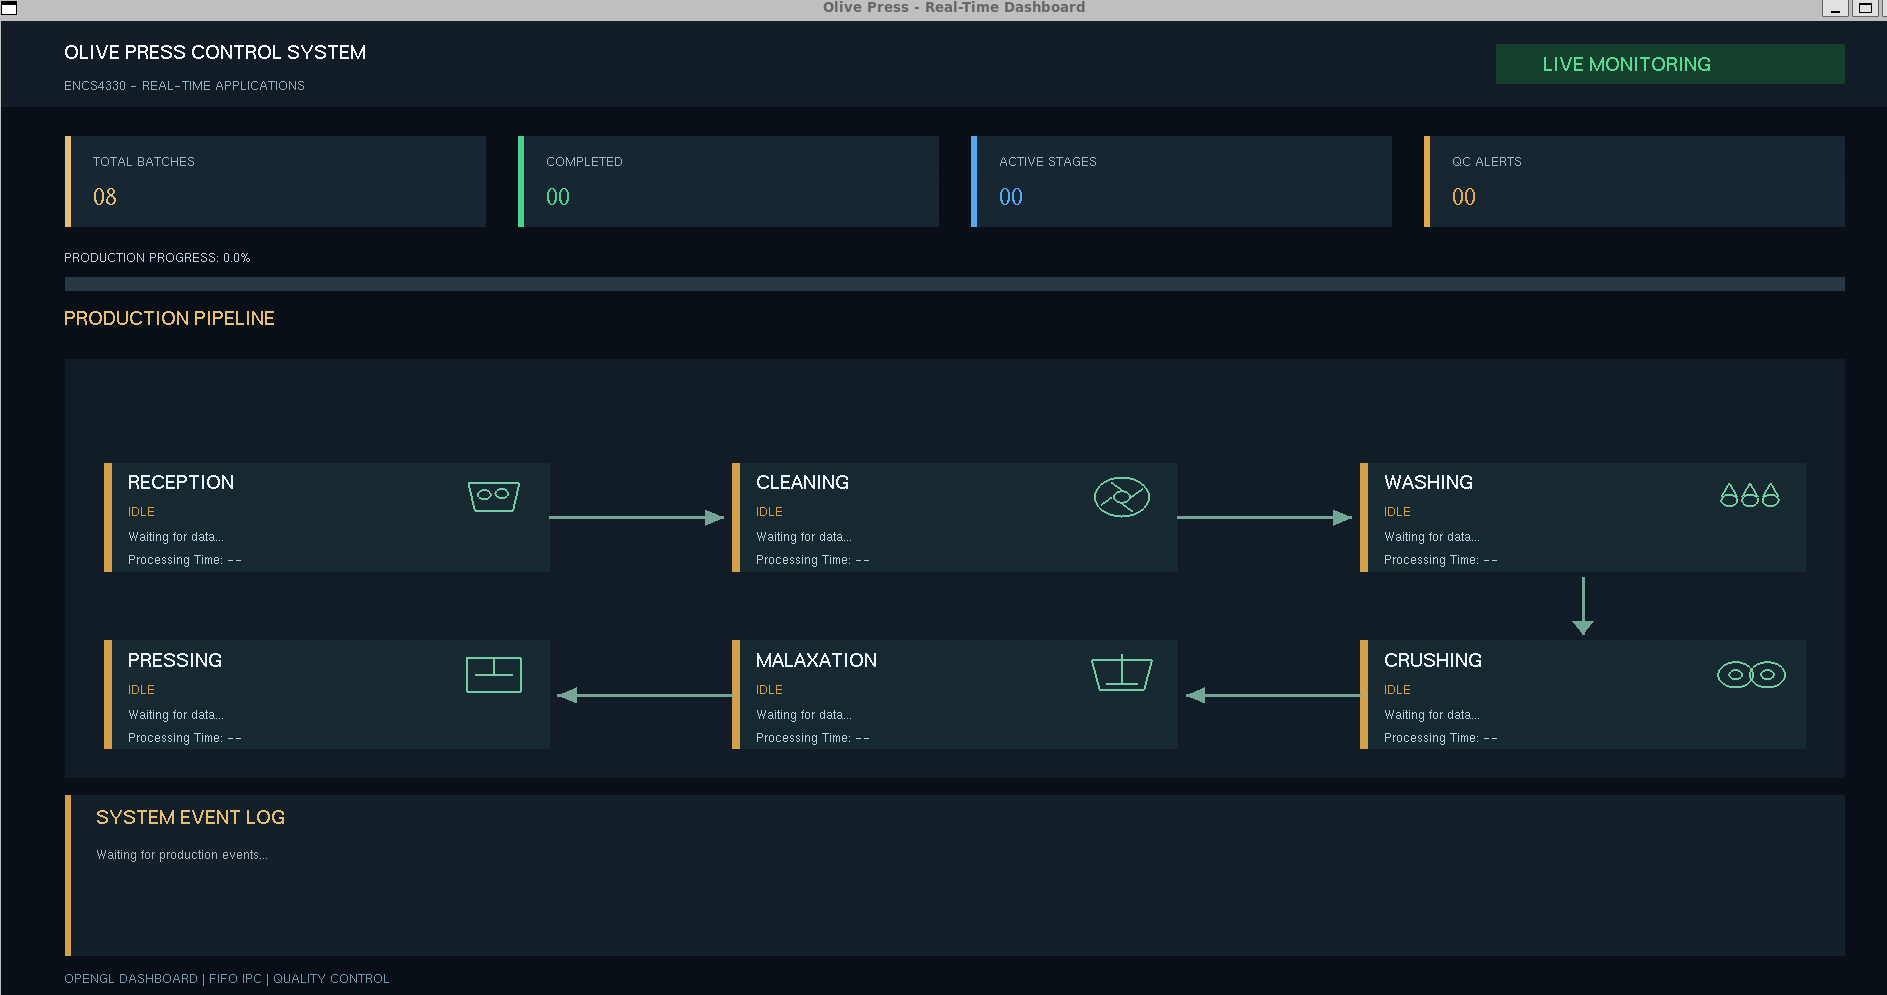 Olive Press - Real-Time Dashboard
OLIVE PRESS CONTROL SYSTEM
ENCS4330 - REAL-TIME APPLICATIONS
LIVE MONITORING
TOTAL BATCHES
08
COMPLETED
00
ACTIVE STAGES
00
QC ALERTS
00
PRODUCTION PROGRESS: 0.0%
PRODUCTION PIPELINE
RECEPTION
IDLE
Waiting for data...
Processing Time: --
CLEANING
IDLE
Waiting for data...
Processing Time: --
WASHING
IDLE
Waiting for data...
Processing Time: --
PRESSING
IDLE
Waiting for data...
Processing Time: --
MALAXATION
IDLE
Waiting for data...
Processing Time: --
CRUSHING
IDLE
Waiting for data...
Processing Time: --
SYSTEM EVENT LOG
Waiting for production events...
OPENGL DASHBOARD | FIFO IPC | QUALITY CONTROL